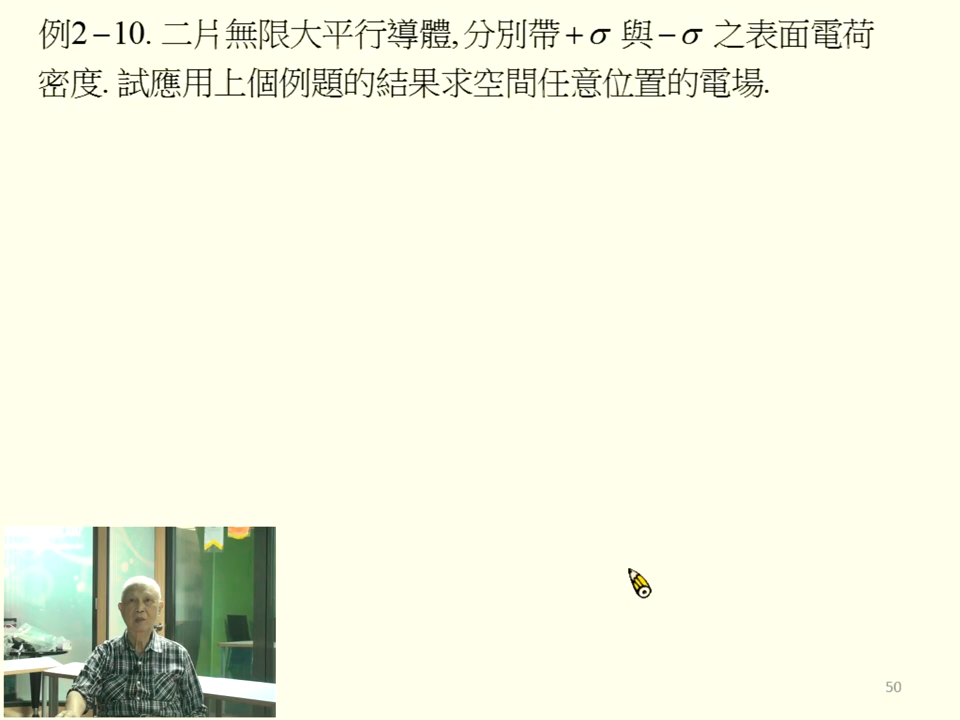 例2−10. 二片無限大平行導體, 分別帶+σ 與−σ 之表面電荷
密度. 試應用上個例題的結果求空間任意位置的電場.
50